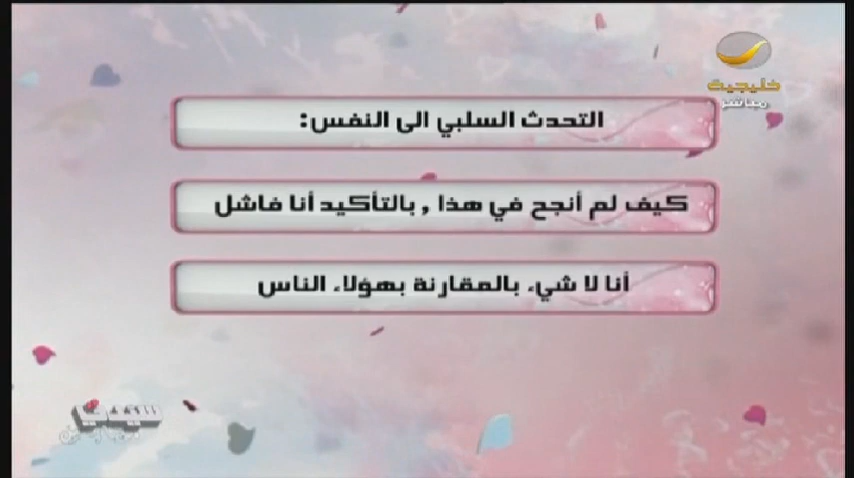 خليجية
مباشر
التحدث السلبي الى النفس:
كيف لم أنجح في هذا , بالتأكيد أنا فاشل
أنا لا شيء بالمقارنة بهؤلاء الناس